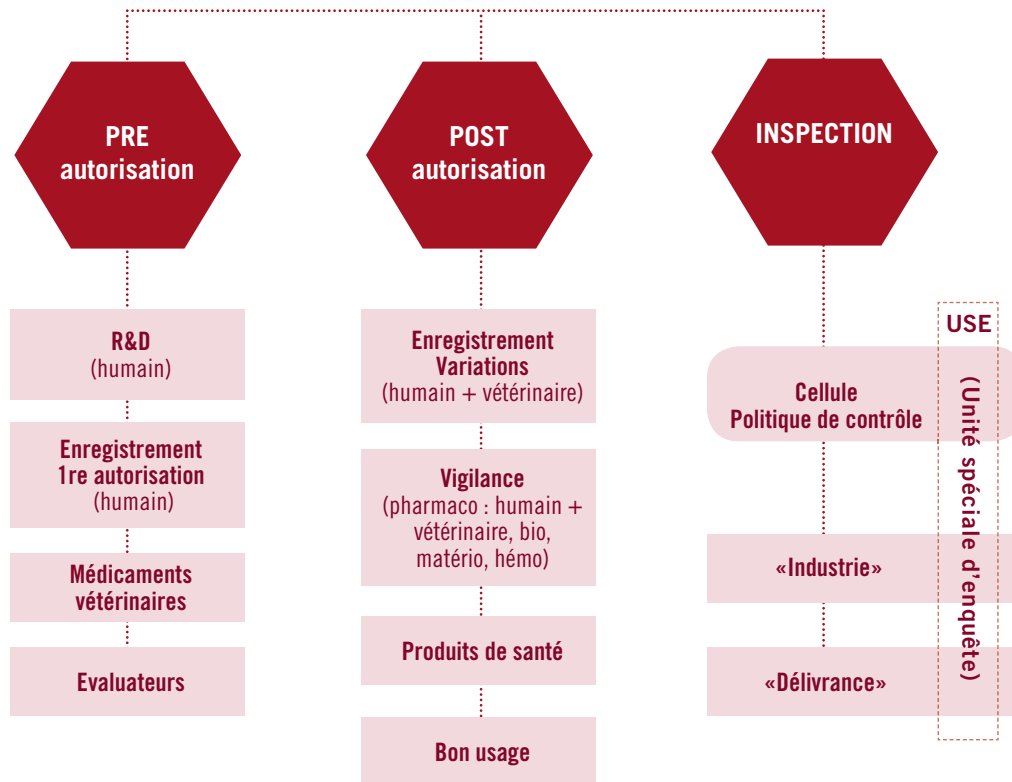 PRE
autorisation
R&D
(humain)
Enregistrement
1re autorisation
(humain)
Médicaments
vétérinaires
Evaluateurs
POST
autorisation
Enregistrement
Variations
(humain + vétérinaire)
Vigilance
(pharmaco : humain +
vétérinaire, bio,
matério, hémo)
Produits de santé
Bon usage
INSPECTION
Cellule
Politique de contrôle
«Industrie»
«Délivrance»
USE
(Unité spéciale d'enquête)